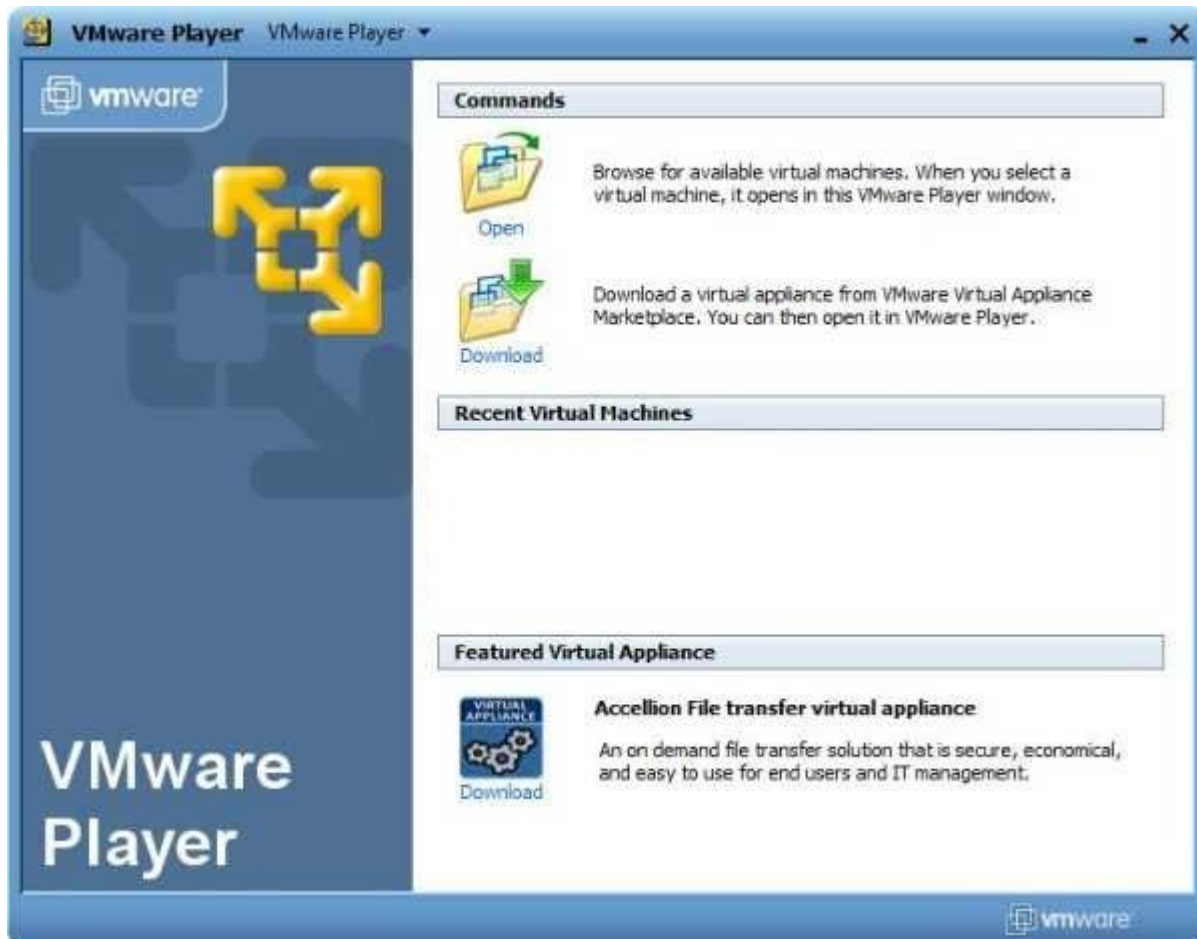 VMware Player VMware Player
vmware
Commands
Open
Browse for available virtual machines. When you select a
virtual machine, it opens in this VMware Player window.
Download
Download a virtual appliance from VMware Virtual Appliance
Marketplace. You can then open it in VMware Player.
Recent Virtual Machines
Featured Virtual Appliance
VIRTUAL
APPLIANCE
Download
Accellion File transfer virtual appliance
An on demand file transfer solution that is secure, economical,
and easy to use for end users and IT management.
VMware
Player
vmware